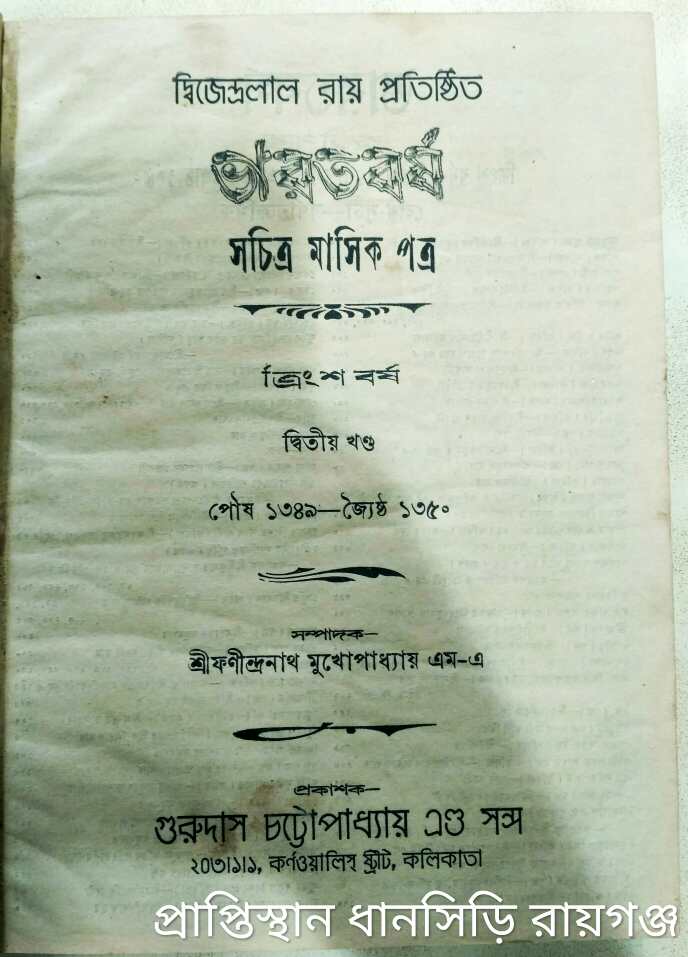 দ্বিজেন্দ্রলাল রায় প্রতিষ্ঠিত
ভারতবর্ষ
সচিত্র মাসিক পত্র
ত্রিংশ বর্ষ
দ্বিতীয় খণ্ড
পৌষ ১৩৪৯—জ্যৈষ্ঠ ১৩৫০
সম্পাদক—
শ্রীফণীন্দ্রনাথ মুখোপাধ্যায় এম-এ
প্রকাশক—
গুরুদাস চট্টোপাধ্যায় এণ্ড সন্স
২০৩।১।১, কর্ণওয়ালিস্ ষ্ট্রীট, কলিকাতা
প্রাপ্তিস্থান ধানসিড়ি রায়গঞ্জ